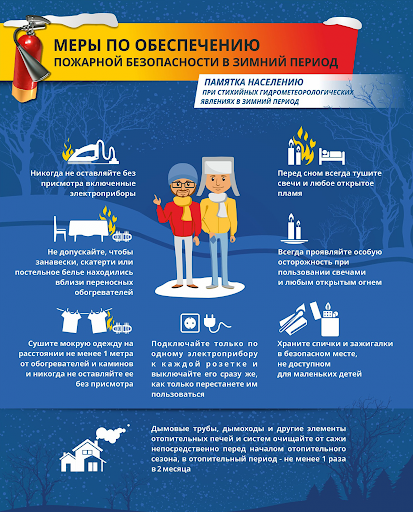 МЕРЫ ПО ОБЕСПЕЧЕНИЮ
ПОЖАРНОЙ БЕЗОПАСНОСТИ В ЗИМНИЙ ПЕРИОД
ПАМЯТКА НАСЕЛЕНИЮ
ПРИ СТИХИЙНЫХ ГИДРОМЕТЕОРОЛОГИЧЕСКИХ
ЯВЛЕНИЯХ В ЗИМНИЙ ПЕРИОД
Никогда не оставляйте без
присмотра включенные
электроприборы
Перед сном всегда тушите
свечи и любое открытое
пламя
Не допускайте, чтобы
занавески, скатерти или
постельное белье находились
вблизи переносных
обогревателей
Всегда проявляйте особую
осторожность при
пользовании свечами
и любым открытым огнем
Сушите мокрую одежду на
расстоянии не менее 1 метра
от обогревателей и каминов
и никогда не оставляйте ее
без присмотра
Подключайте только по
одному электроприбору
к каждой розетке и
выключайте его сразу же,
как только перестанете им
пользоваться
Храните спички и зажигалки
в безопасном месте,
не доступном
для маленьких детей
Дымовые трубы, дымоходы и другие элементы
отопительных печей и систем очищайте от сажи
непосредственно перед началом отопительного
сезона, в отопительный период - не менее 1 раза
в 2 месяца